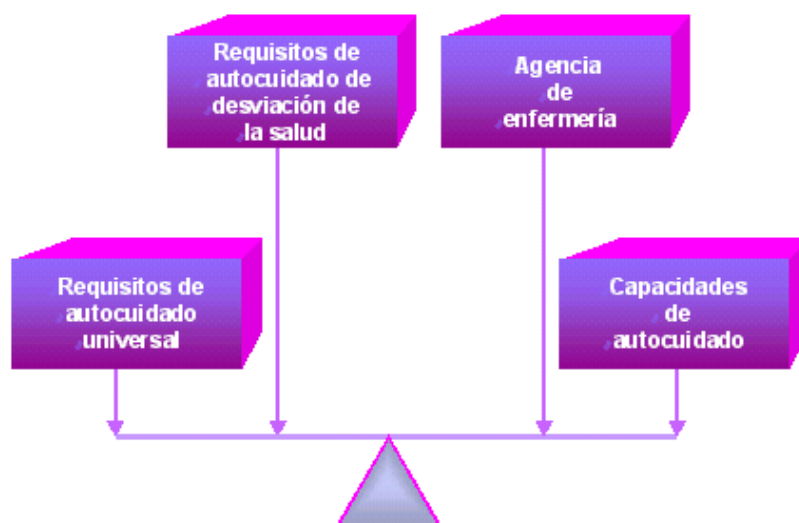 Requisitos de
autocuidado de
desviación de
la salud
Agencia
de
enfermería
Requisitos de
autocuidado
universal
Capacidades
de
autocuidado